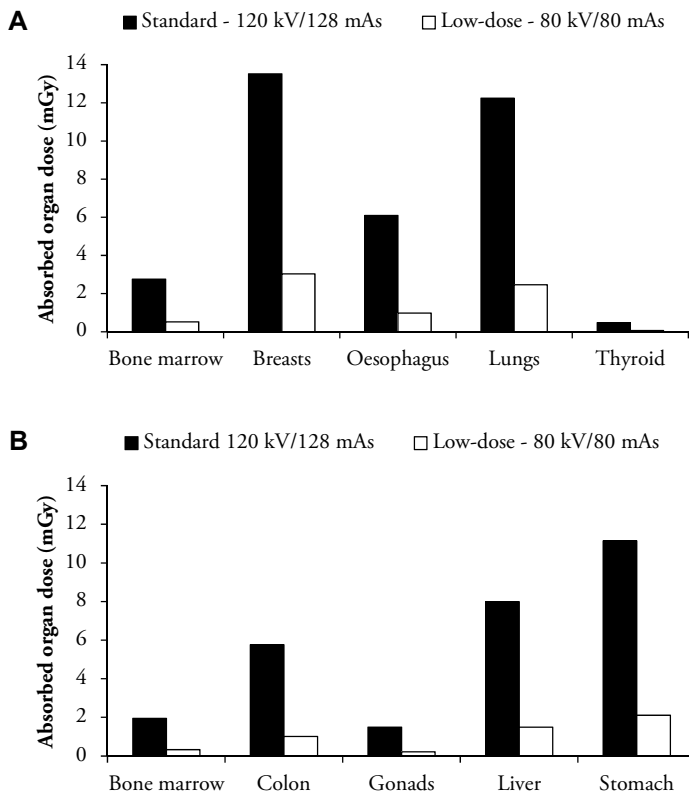 A
■ Standard - 120 kV/128 mAs □ Low-dose - 80 kV/80 mAs
Absorbed organ dose (mGy)
14
12
10
8
6
4
2
0
Bone marrow Breasts Oesophagus Lungs Thyroid
B
■ Standard 120 kV/128 mAs □ Low-dose - 80 kV/80 mAs
Absorbed organ dose (mGy)
14
12
10
8
6
4
2
0
Bone marrow Colon Gonads Liver Stomach